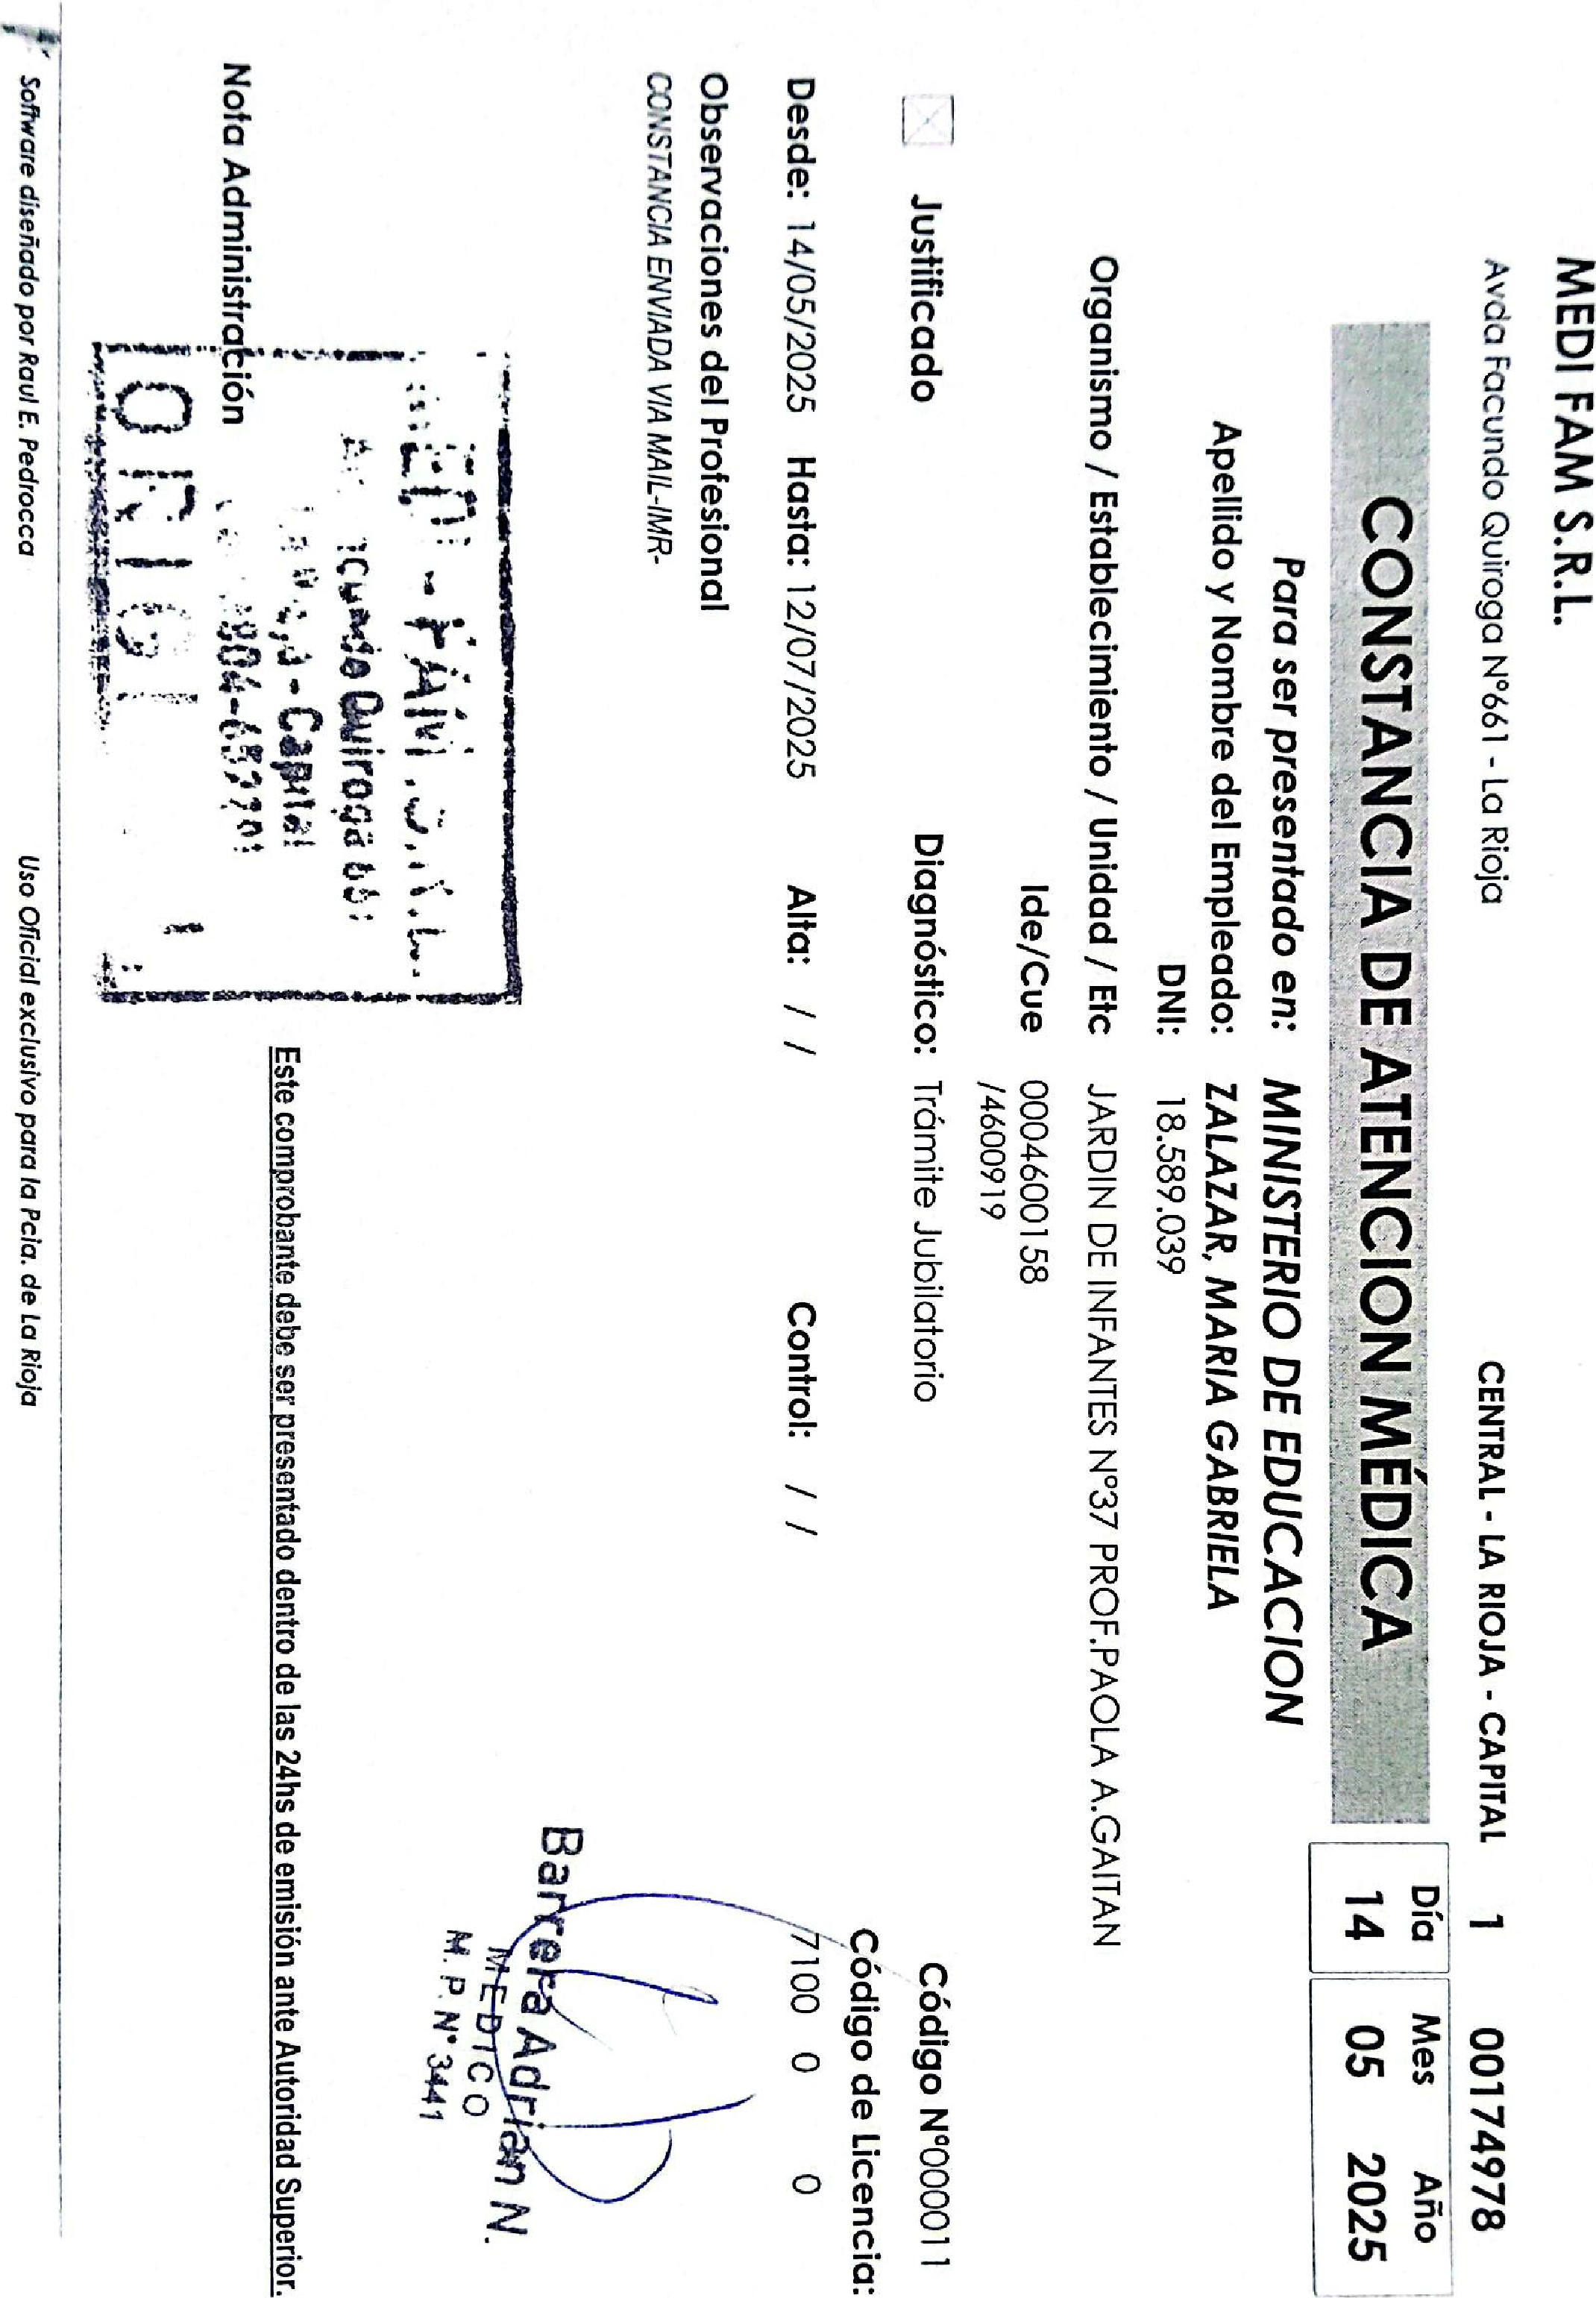 MEDI FAM S.R.L.
Avda Facundo Quiroga N°661 - La Rioja
CENTRAL - LA RIOJA - CAPITAL 1 00174978
CONSTANCIA DE ATENCION MÉDICA
Día Mes Año
14 05 2025
Para ser presentado en: MINISTERIO DE EDUCACION
Apellido y Nombre del Empleado: ZALAZAR, MARIA GABRIELA
DNI: 18.589.039
Organismo / Establecimiento / Unidad / Etc JARDIN DE INFANTES N°37 PROF.PAOLA A.GAITAN
Ide/Cue 0004600158
/4600919
Justificado Diagnóstico: Trámite Jubilatorio Código N°000011
Código de Licencia:
Desde: 14/05/2025 Hasta: 12/07/2025 Alta: / / Control: / / 7100 0 0
Observaciones del Profesional
CONSTANCIA ENVIADA VIA MAIL-IMR-
Barrera Adrian N.
MEDICO
M.P. N° 3441
Quiroga
- Capital
Nota Administración
Este comprobante debe ser presentado dentro de las 24hs de emisión ante Autoridad Superior.
Software diseñado por Raul E. Pedrocca Uso Oficial exclusivo para la Pcia. de La Rioja